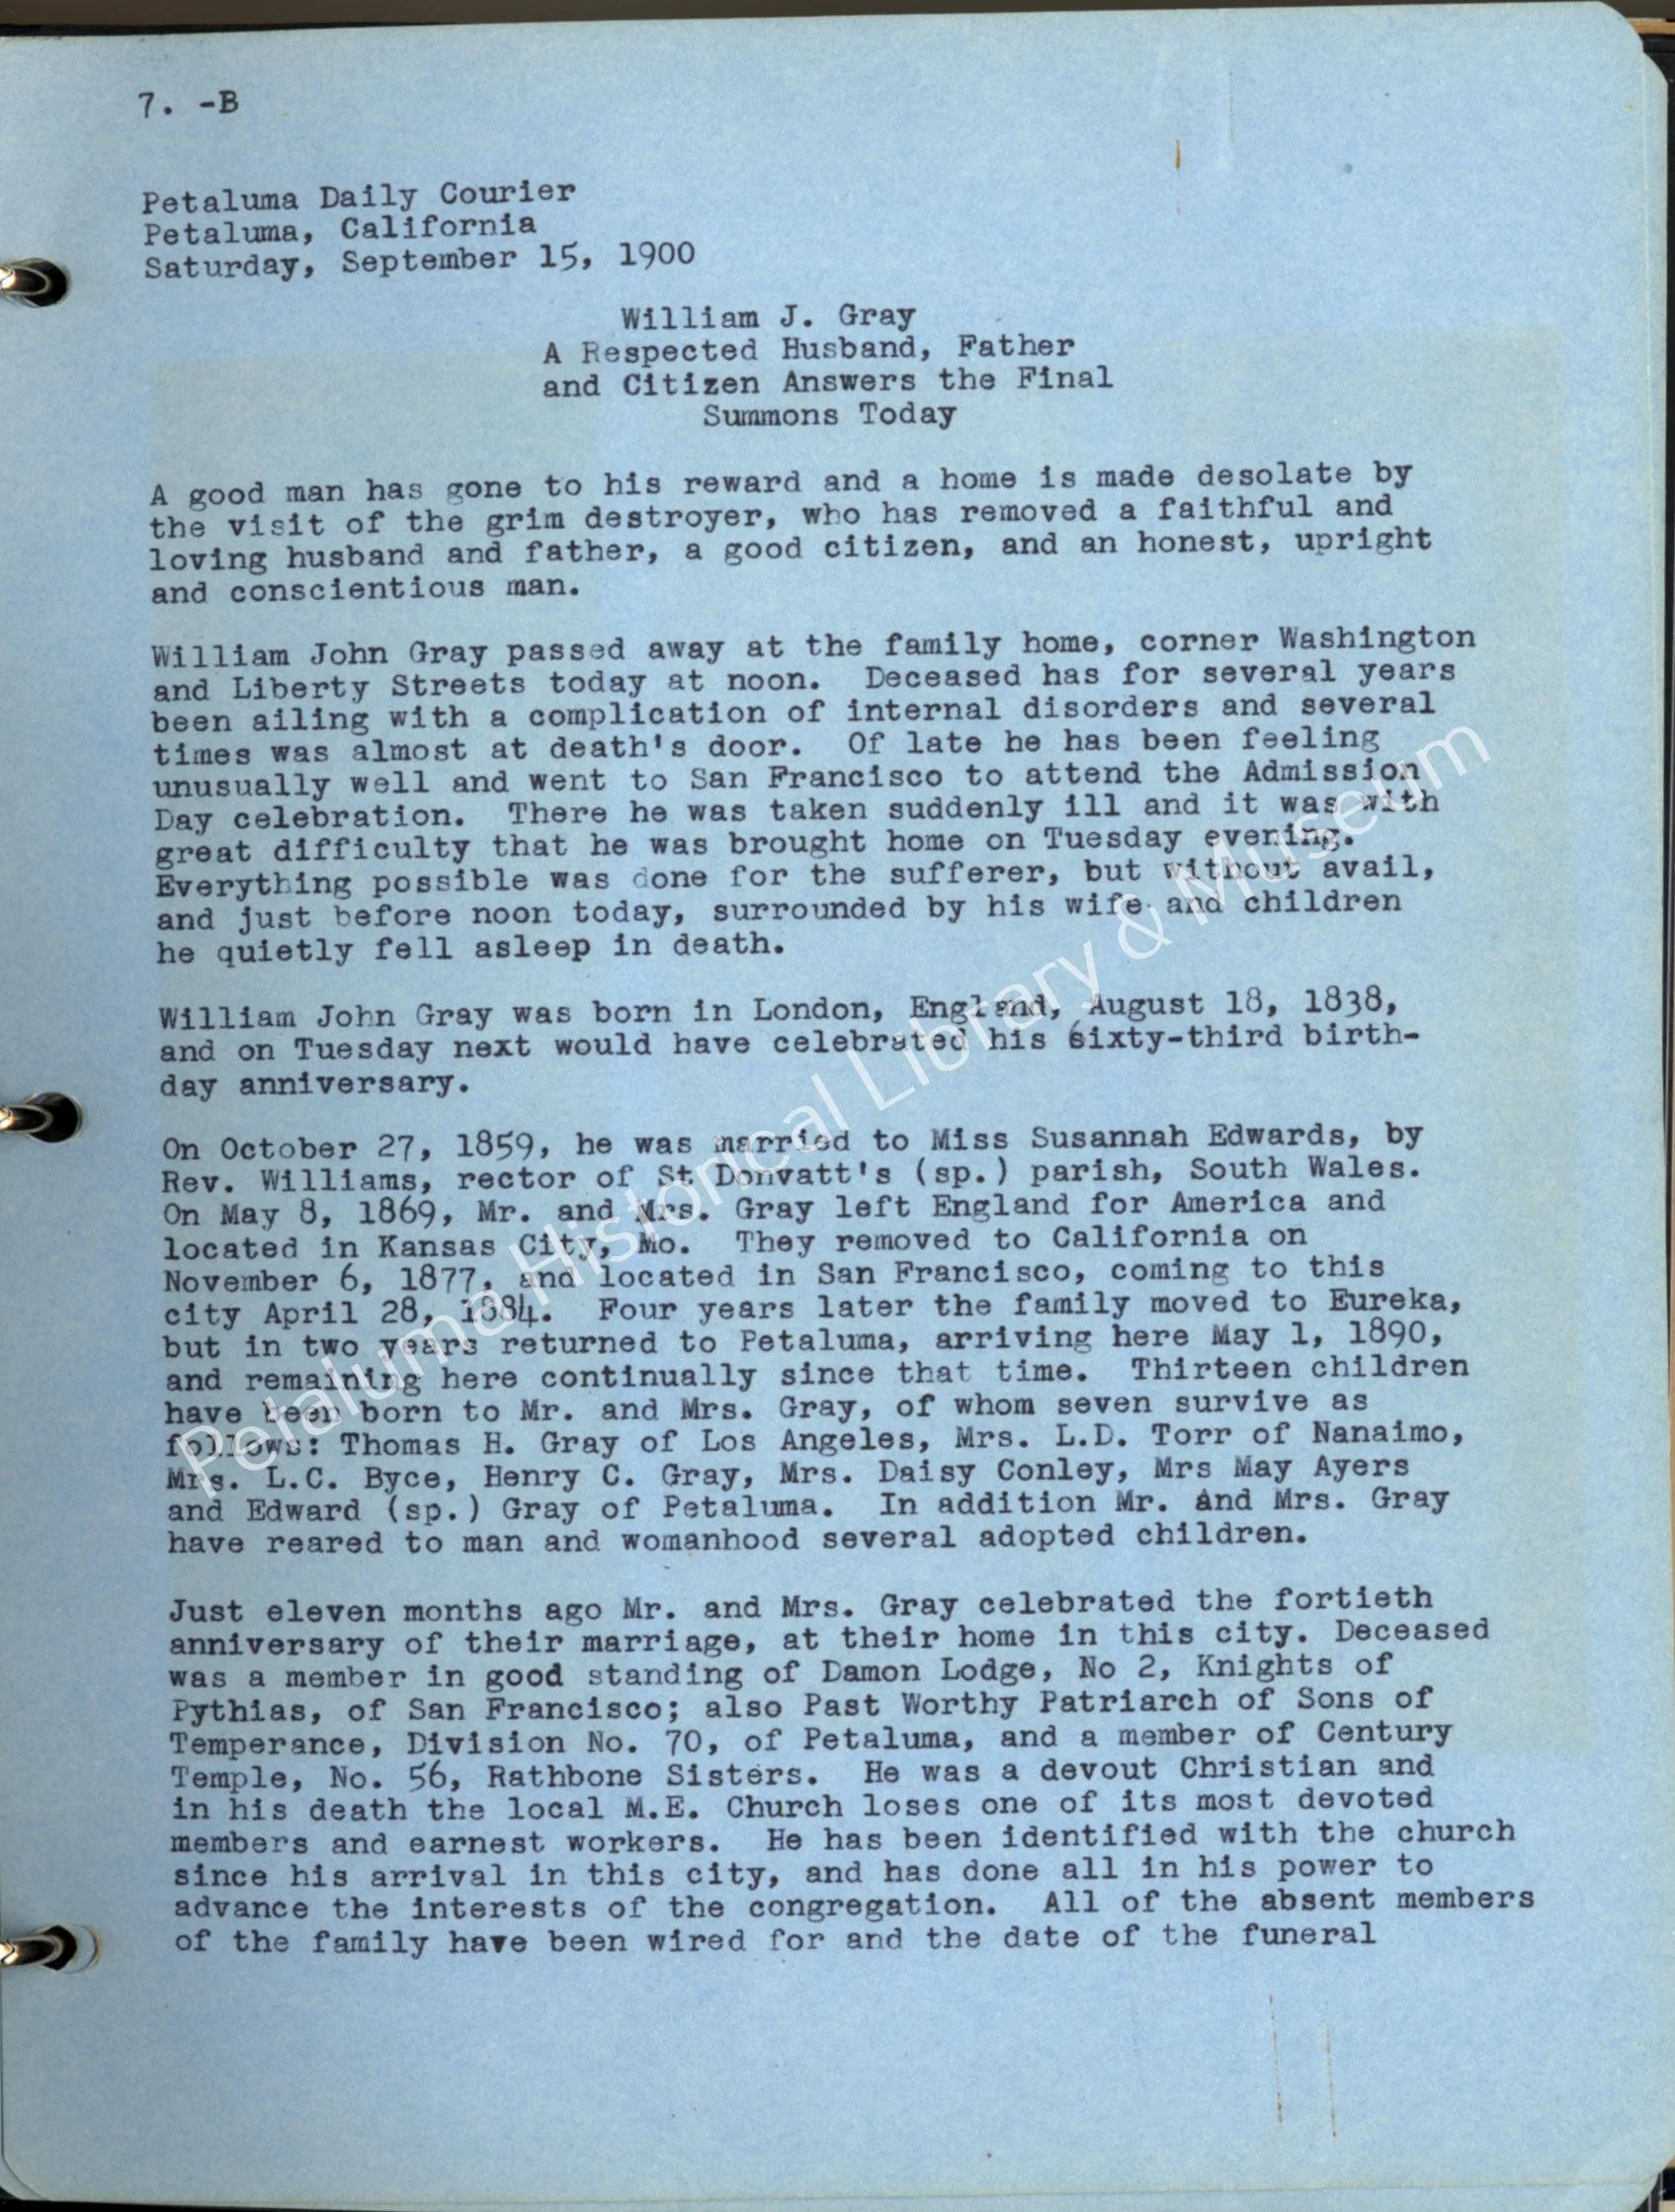 7. -B
Petaluma Daily Courier
Petaluma, California
Saturday, September 15, 1900
William J. Gray
A Respected Husband, Father
and Citizen Answers the Final
Summons Today
A good man has gone to his reward and a home is made desolate by
the visit of the grim destroyer, who has removed a faithful and
loving husband and father, a good citizen, and an honest, upright
and conscientious man.
William John Gray passed away at the family home, corner Washington
and Liberty Streets today at noon. Deceased has for several years
been ailing with a complication of internal disorders and several
times was almost at death's door. Of late he has been feeling
unusually well and went to San Francisco to attend the Admission
Day celebration. There he was taken suddenly ill and it was with
great difficulty that he was brought home on Tuesday evening.
Everything possible was done for the sufferer, but without avail,
and just before noon today, surrounded by his wife and children
he quietly fell asleep in death.
William John Gray was born in London, England, August 18, 1838,
and on Tuesday next would have celebrated his sixty-third birth-
day anniversary.
On October 27, 1859, he was married to Miss Susannah Edwards, by
Rev. Williams, rector of St Donvatt's (sp.) parish, South Wales.
On May 8, 1869, Mr. and Mrs. Gray left England for America and
located in Kansas City, Mo. They removed to California on
November 6, 1877, and located in San Francisco, coming to this
city April 28, 1884. Four years later the family moved to Eureka,
but in two years returned to Petaluma, arriving here May 1, 1890,
and remaining here continually since that time. Thirteen children
have been born to Mr. and Mrs. Gray, of whom seven survive as
follows: Thomas H. Gray of Los Angeles, Mrs. L.D. Torr of Nanaimo,
Mrs. L.C. Byce, Henry C. Gray, Mrs. Daisy Conley, Mrs May Ayers
and Edward (sp.) Gray of Petaluma. In addition Mr. and Mrs. Gray
have reared to man and womanhood several adopted children.
Just eleven months ago Mr. and Mrs. Gray celebrated the fortieth
anniversary of their marriage, at their home in this city. Deceased
was a member in good standing of Damon Lodge, No 2, Knights of
Pythias, of San Francisco; also Past Worthy Patriarch of Sons of
Temperance, Division No. 70, of Petaluma, and a member of Century
Temple, No. 56, Rathbone Sisters. He was a devout Christian and
in his death the local M.E. Church loses one of its most devoted
members and earnest workers. He has been identified with the church
since his arrival in this city, and has done all in his power to
advance the interests of the congregation. All of the absent members
of the family have been wired for and the date of the funeral
Petaluma Historical Library & Museum